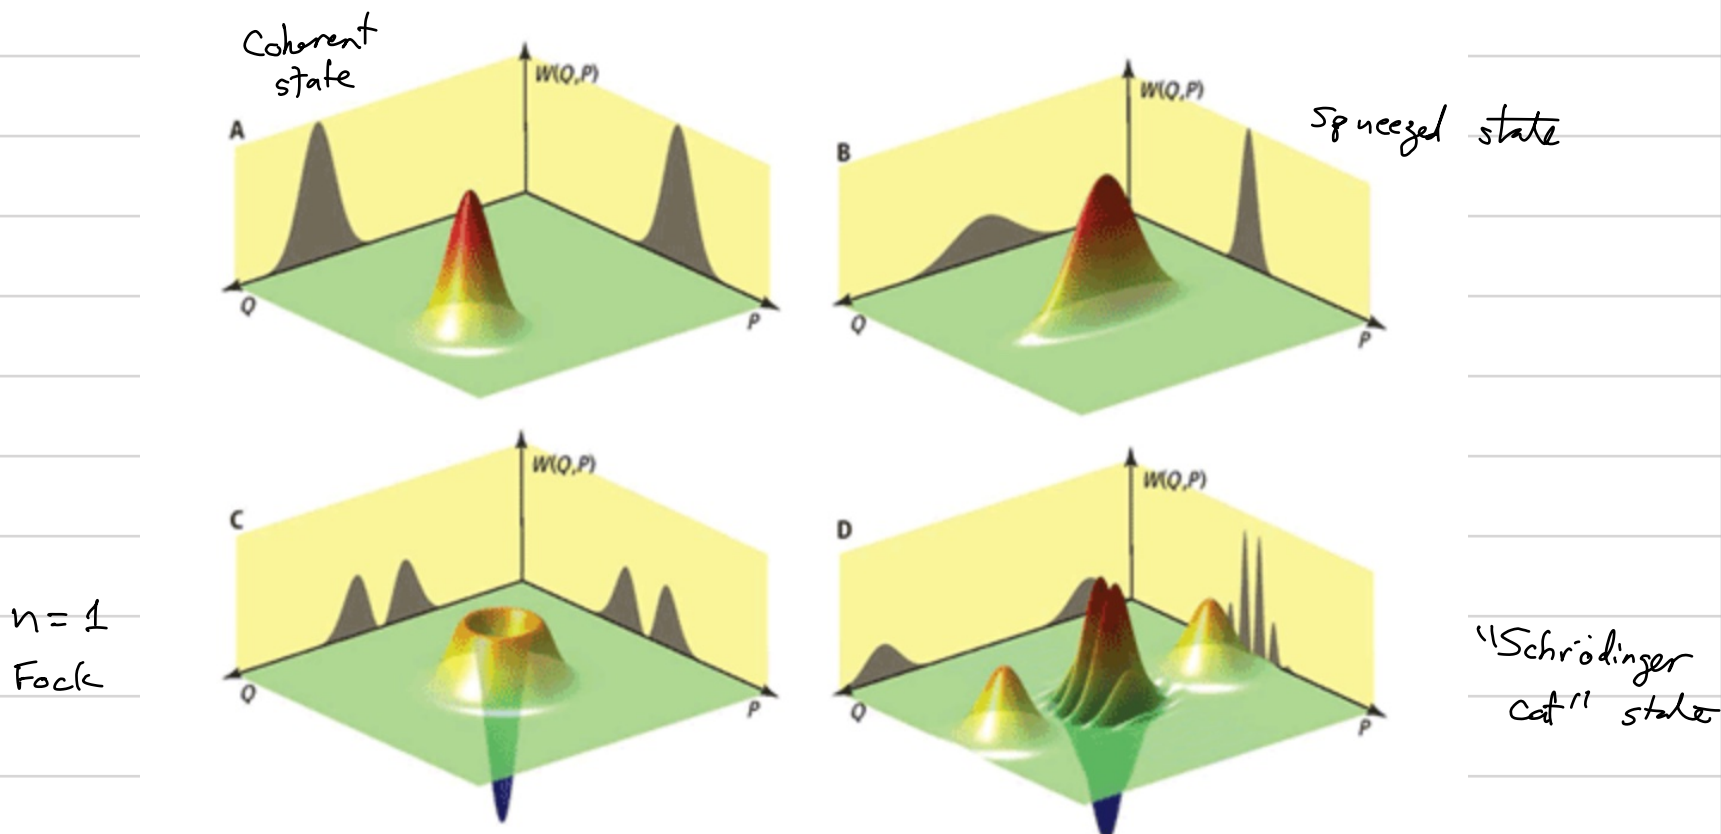 Coherent
state
W(Q,P)
A
Q
P
W(Q,P)
B
Squeezed state
Q
P
W(Q,P)
C
n = 1
Fock
Q
P
W(Q,P)
D
"Schrödinger
cat" state
Q
P